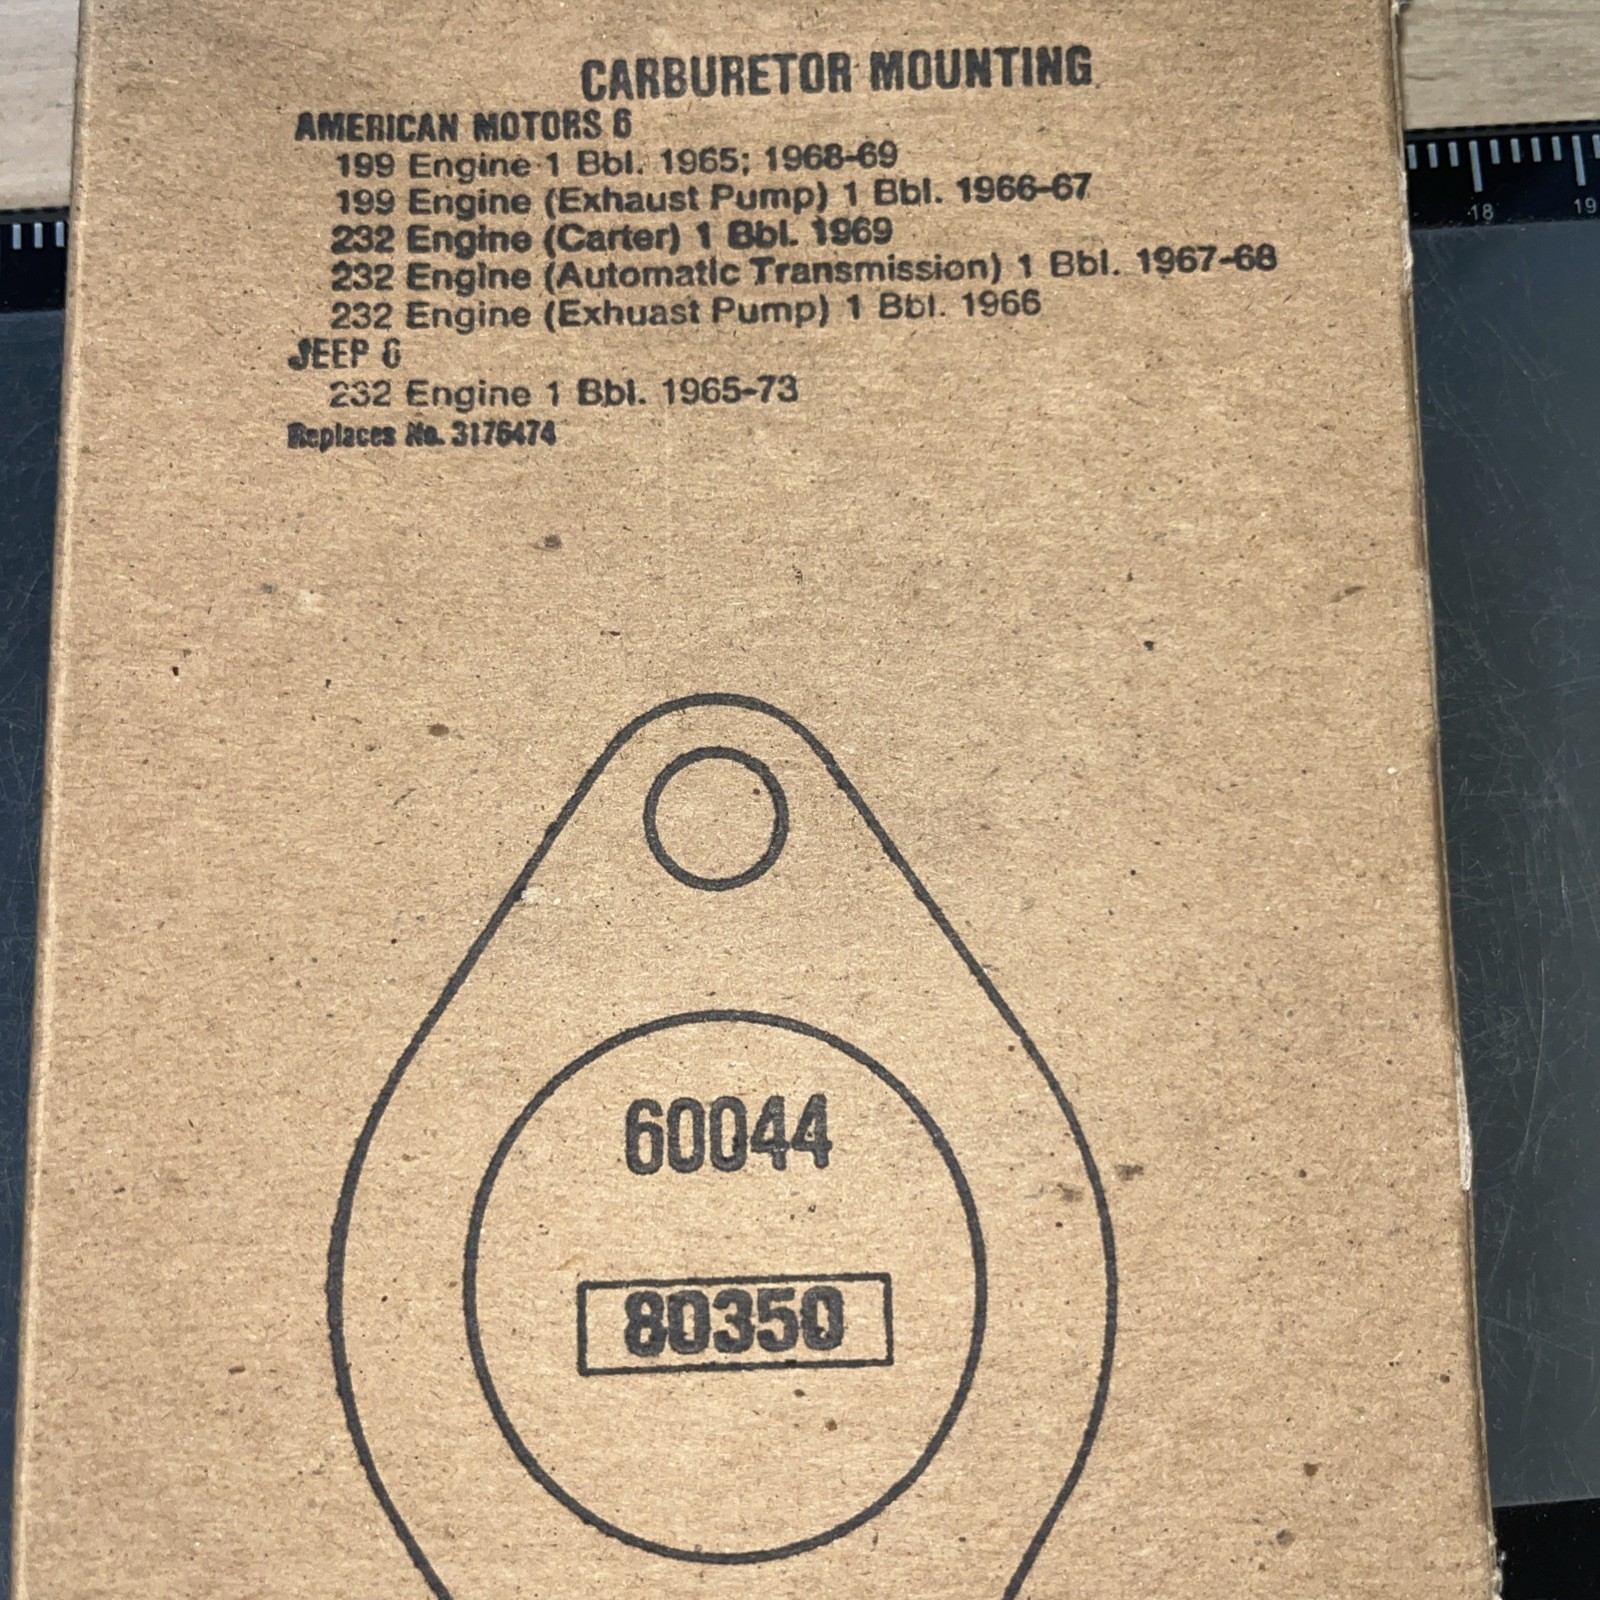 CARBURETOR MOUNTING
AMERICAN MOTORS 6
199 Engine 1 Bbl. 1965; 1968-69
199 Engine (Exhaust Pump) 1 Bbl. 1966-67
232 Engine (Carter) 1 Bbl. 1969
232 Engine (Automatic Transmission) 1 Bbl. 1967-68
232 Engine (Exhuast Pump) 1 Bbl. 1966
JEEP 6
232 Engine 1 Bbl. 1965-73
Replaces No. 3176474
18 19
60044
80350